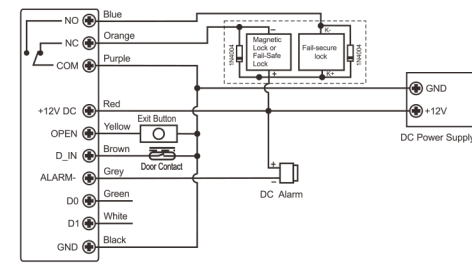 NO
Blue
NC
Orange
COM
Purple
+12V DC
Red
OPEN
Yellow
Exit Button
D_IN
Brown
Door Contact
ALARM-
Grey
D0
Green
D1
White
GND
Black
1N4004
−
Magnetic
Lock or
Fail-Safe
Lock
+
K-
Fail-secure
lock
K+
1N4004
GND
+12V
DC Power Supply
+
−
DC Alarm